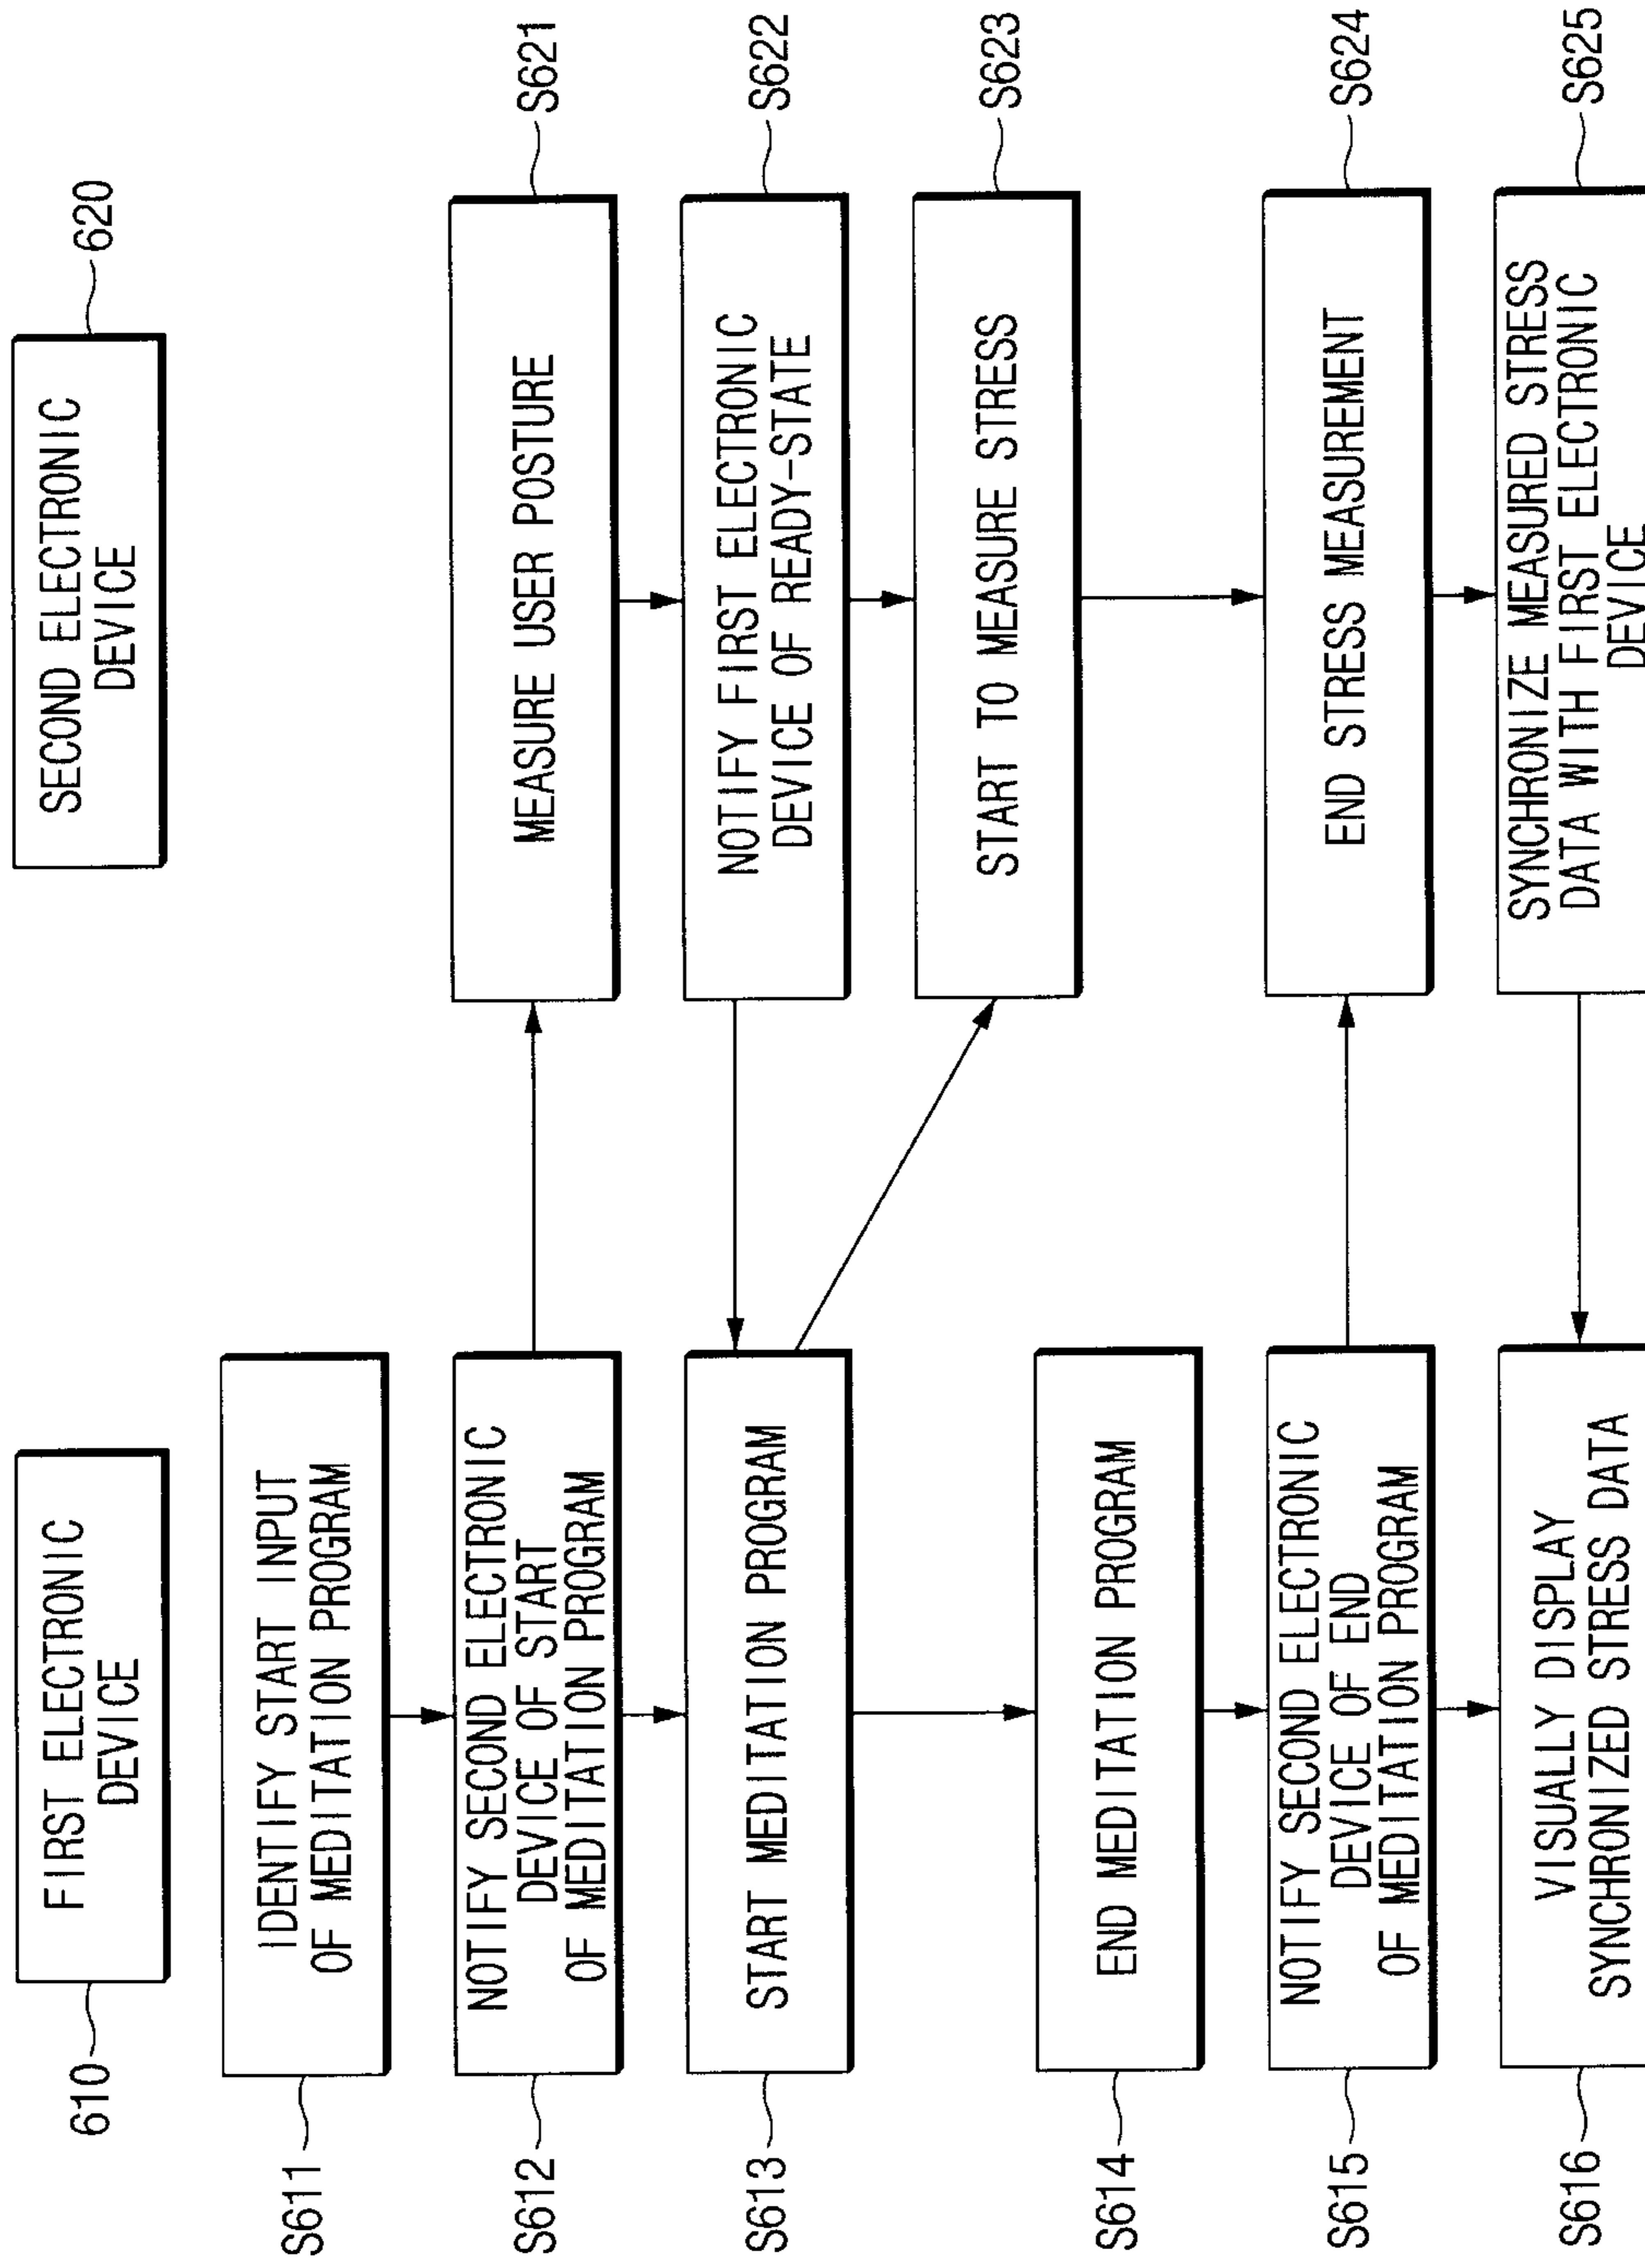 FIRST ELECTRONIC
DEVICE
610
SECOND ELECTRONIC
DEVICE
620
S611
IDENTIFY START INPUT
OF MEDITATION PROGRAM
S612
NOTIFY SECOND ELECTRONIC
DEVICE OF START
OF MEDITATION PROGRAM
MEASURE USER POSTURE
S621
S613
START MEDITATION PROGRAM
NOTIFY FIRST ELECTRONIC
DEVICE OF READY-STATE
S622
START TO MEASURE STRESS
S623
S614
END MEDITATION PROGRAM
S615
NOTIFY SECOND ELECTRONIC
DEVICE OF END
OF MEDITATION PROGRAM
END STRESS MEASUREMENT
S624
S616
VISUALLY DISPLAY
SYNCHRONIZED STRESS DATA
SYNCHRONIZE MEASURED STRESS
DATA WITH FIRST ELECTRONIC
DEVICE
S625